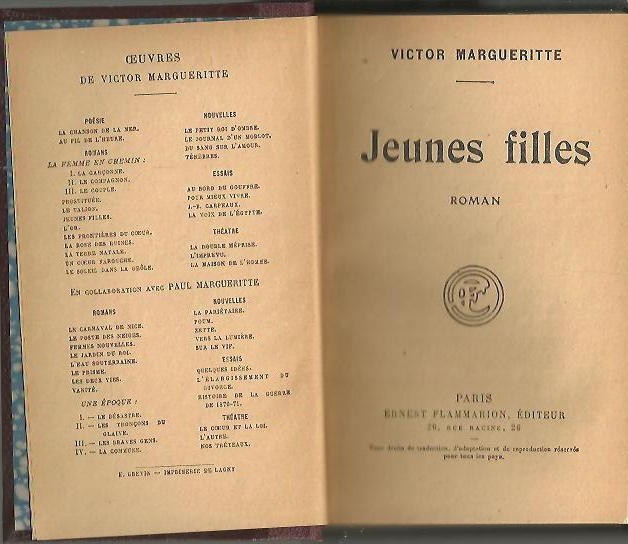 ŒUVRES
DE VICTOR MARGUERITTE
POÉSIE
LA CHANSON DE LA MER.
AU FIL DE L'HEURE.
ROMANS
LA FEMME EN CHEMIN :
I. LA GARÇONNE.
II. LE COMPAGNON.
III. LE COUPLE.
PROSTITUÉE.
LE TALION.
JEUNES FILLES.
L'OR.
LES FRONTIÈRES DU CŒUR.
LA ROSE DES RUINES.
LA TERRE NATALE.
UN CŒUR FAROUCHE.
LE SOLEIL DANS LA GEÔLE.
NOUVELLES
LE PETIT ROI D'OMBRE.
LE JOURNAL D'UN MOBLOT.
DU SANG SUR L'AMOUR.
TÉNÈBRES.
ESSAIS
AU BORD DU GOUFFRE.
POUR MIEUX VIVRE.
J.-B. CARPEAUX.
LA VOIX DE L'ÉGYPTE.
THÉATRE
LA DOUBLE MÉPRISE.
L'IMPRÉVU.
LA MAISON DE L'HOMME.
EN COLLABORATION AVEC PAUL MARGUERITTE
ROMANS
LE CARNAVAL DE NICE.
LE POSTE DES NEIGES.
FEMMES NOUVELLES.
LE JARDIN DU ROI.
L'EAU SOUTERRAINE.
LE PRISME.
LES DEUX VIES.
VANITÉ.
UNE ÉPOQUE :
I. — LE DÉSASTRE.
II. — LES TRONÇONS DU
GLAIVE.
III. — LES BRAVES GENS.
IV. — LA COMMUNE.
NOUVELLES
LA PARIÉTAIRE.
POUM.
ZETTE.
VERS LA LUMIÈRE.
SUR LE VIF.
ESSAIS
QUELQUES IDÉES.
L'ÉLARGISSEMENT DU
DIVORCE.
HISTOIRE DE LA GUERRE
DE 1870-71.
THÉATRE
LE CŒUR ET LA LOI.
L'AUTRE.
NOS TRÉTEAUX.
E. GREVIN — IMPRIMERIE DE LAGNY
VICTOR MARGUERITTE
Jeunes filles
ROMAN
PARIS
ERNEST FLAMMARION, ÉDITEUR
26, RUE RACINE, 26
Tous droits de traduction, d'adaptation et de reproduction réservés
pour tous les pays.